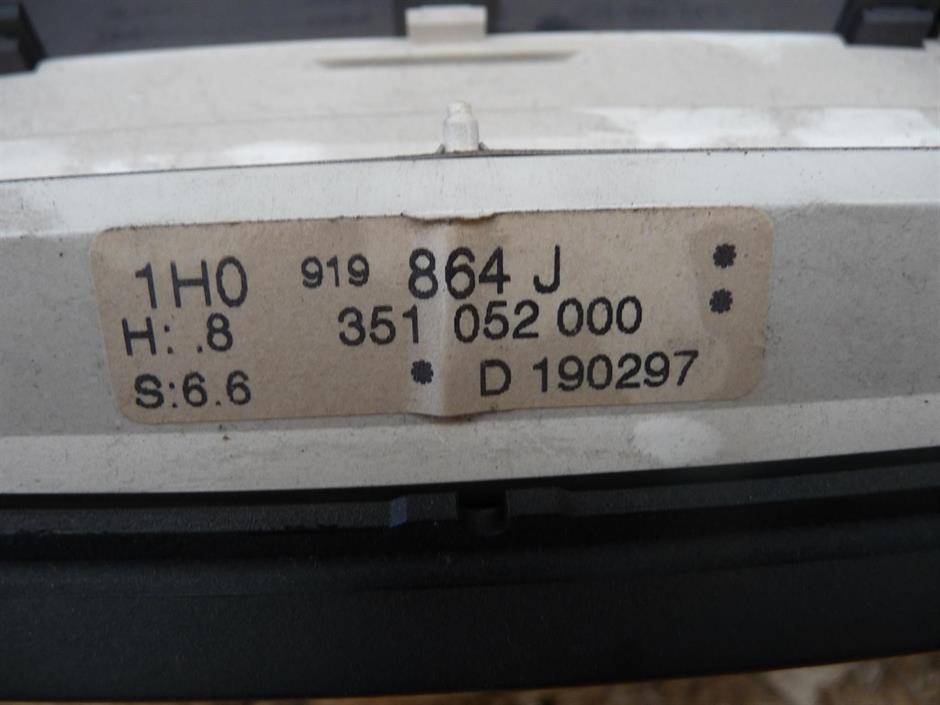 1H0 919 864 J *
H: .8 351 052 000 *
S:6.6 * D 190297